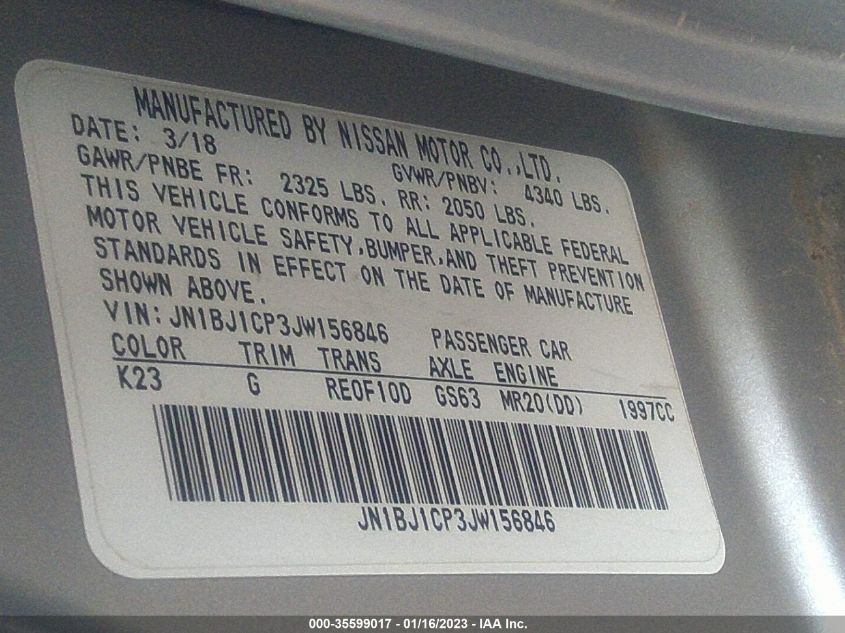 MANUFACTURED BY NISSAN MOTOR CO.,LTD.
DATE: 3/18 GVWR/PNBV: 4340 LBS.
GAWR/PNBE FR: 2325 LBS. RR: 2050 LBS.
THIS VEHICLE CONFORMS TO ALL APPLICABLE FEDERAL
MOTOR VEHICLE SAFETY,BUMPER,AND THEFT PREVENTION
STANDARDS IN EFFECT ON THE DATE OF MANUFACTURE
SHOWN ABOVE.
VIN: JN1BJ1CP3JW156846 PASSENGER CAR
COLOR TRIM TRANS AXLE ENGINE
K23 G RE0F10D GS63 MR20(DD) 1997CC
JN1BJ1CP3JW156846
000-35599017 - 01/16/2023 - IAA Inc.